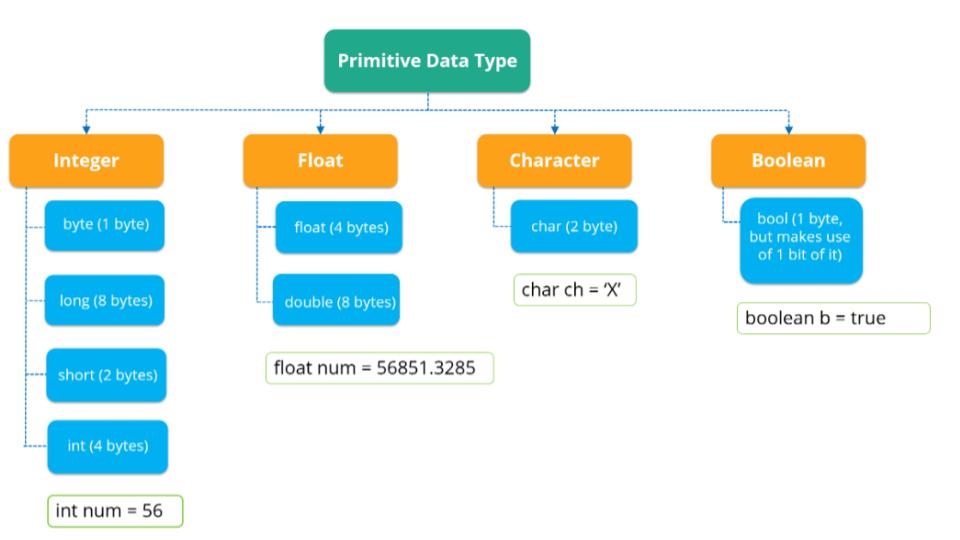 Primitive Data Type
Integer
Float
Character
Boolean
byte (1 byte)
long (8 bytes)
short (2 bytes)
int (4 bytes)
int num = 56
float (4 bytes)
double (8 bytes)
float num = 56851.3285
char (2 byte)
char ch = ‘X’
bool (1 byte,
but makes use
of 1 bit of it)
boolean b = true